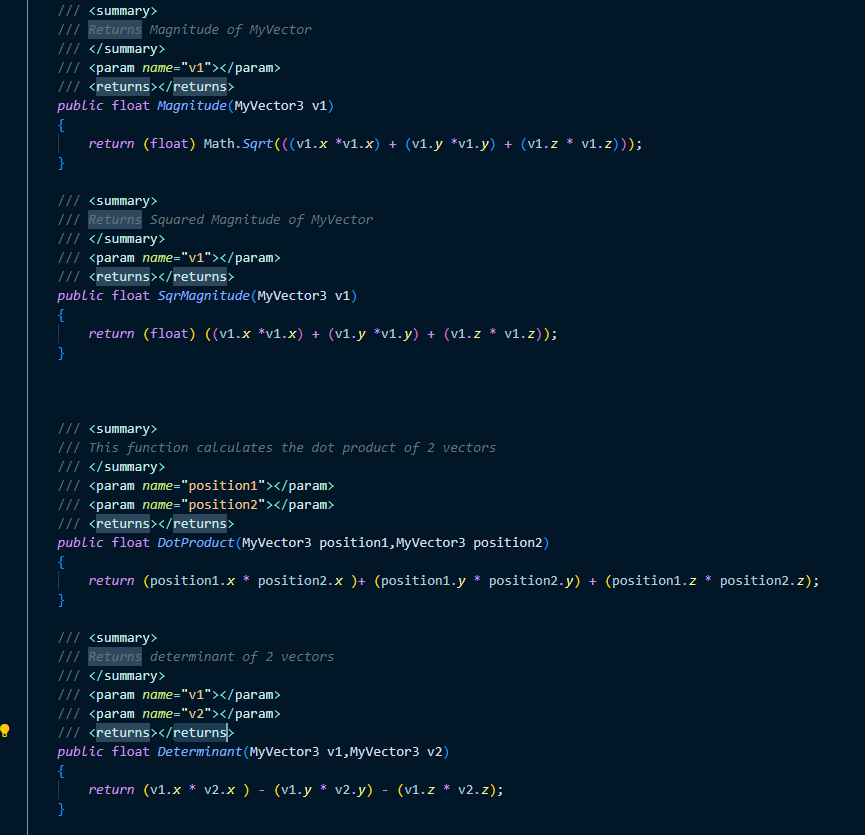 /// <summary>
/// Returns Magnitude of MyVector
/// </summary>
/// <param name="v1"></param>
/// <returns></returns>
public float Magnitude(MyVector3 v1)
{
return (float) Math.Sqrt(((v1.x *v1.x) + (v1.y *v1.y) + (v1.z * v1.z)));
}
/// <summary>
/// Returns Squared Magnitude of MyVector
/// </summary>
/// <param name="v1"></param>
/// <returns></returns>
public float SqrMagnitude(MyVector3 v1)
{
return (float) ((v1.x *v1.x) + (v1.y *v1.y) + (v1.z * v1.z));
}
/// <summary>
/// This function calculates the dot product of 2 vectors
/// </summary>
/// <param name="position1"></param>
/// <param name="position2"></param>
/// <returns></returns>
public float DotProduct(MyVector3 position1,MyVector3 position2)
{
return (position1.x * position2.x )+ (position1.y * position2.y) + (position1.z * position2.z);
}
/// <summary>
/// Returns determinant of 2 vectors
/// </summary>
/// <param name="v1"></param>
/// <param name="v2"></param>
/// <returns></returns>
public float Determinant(MyVector3 v1,MyVector3 v2)
{
return (v1.x * v2.x ) - (v1.y * v2.y) - (v1.z * v2.z);
}